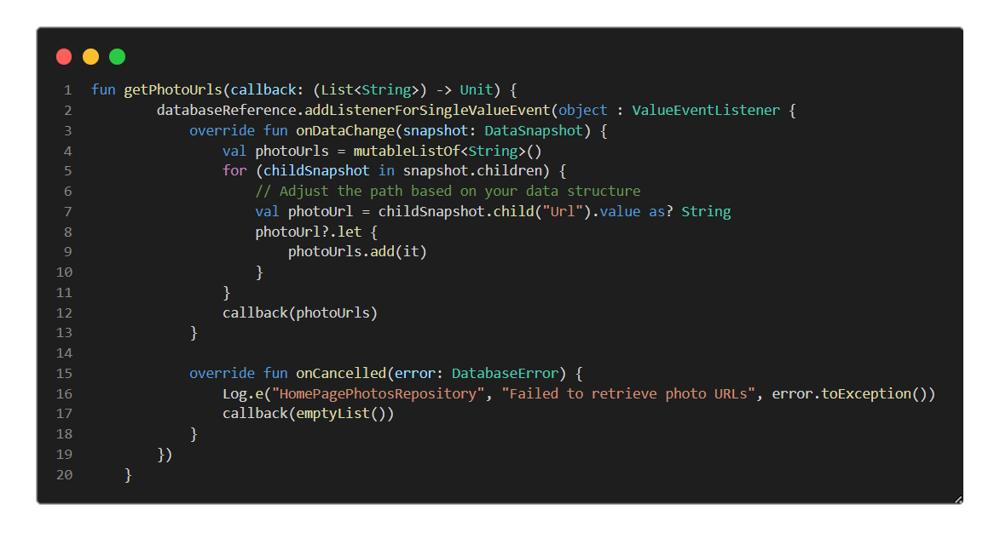 1 fun getPhotoUrls(callback: (List<String>) -> Unit) {
2 databaseReference.addListenerForSingleValueEvent(object : ValueEventListener {
3 override fun onDataChange(snapshot: DataSnapshot) {
4 val photoUrls = mutableListOf<String>()
5 for (childSnapshot in snapshot.children) {
6 // Adjust the path based on your data structure
7 val photoUrl = childSnapshot.child("Url").value as? String
8 photoUrl?.let {
9 photoUrls.add(it)
10 }
11 }
12 callback(photoUrls)
13 }
14
15 override fun onCancelled(error: DatabaseError) {
16 Log.e("HomePagePhotosRepository", "Failed to retrieve photo URLs", error.toException())
17 callback(emptyList())
18 }
19 })
20 }